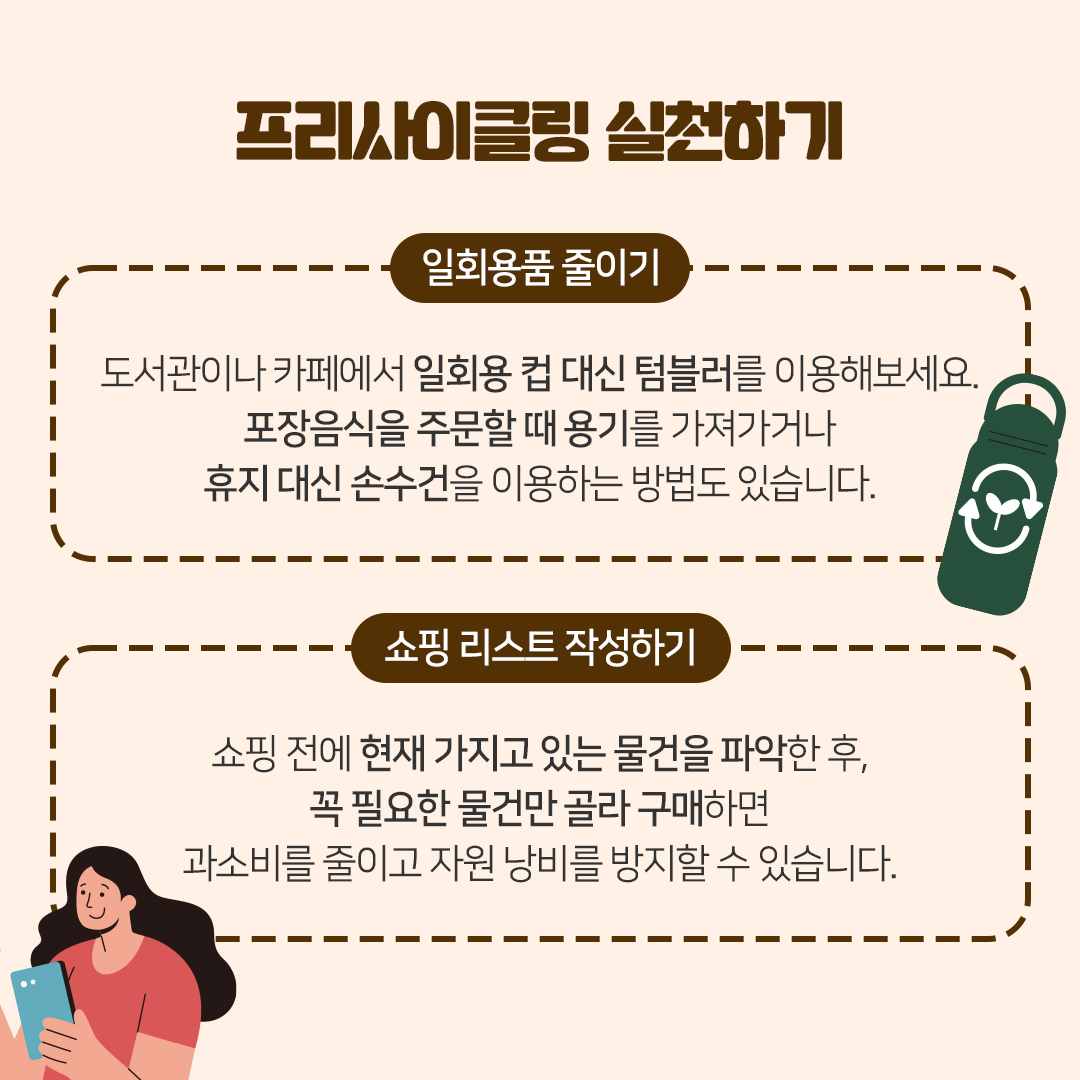 프리사이클링 실천하기
일회용품 줄이기
도서관이나 카페에서 일회용 컵 대신 텀블러를 이용해보세요.
포장음식을 주문할 때 용기를 가져가거나
휴지 대신 손수건을 이용하는 방법도 있습니다.
쇼핑 리스트 작성하기
쇼핑 전에 현재 가지고 있는 물건을 파악한 후,
꼭 필요한 물건만 골라 구매하면
과소비를 줄이고 자원 낭비를 방지할 수 있습니다.